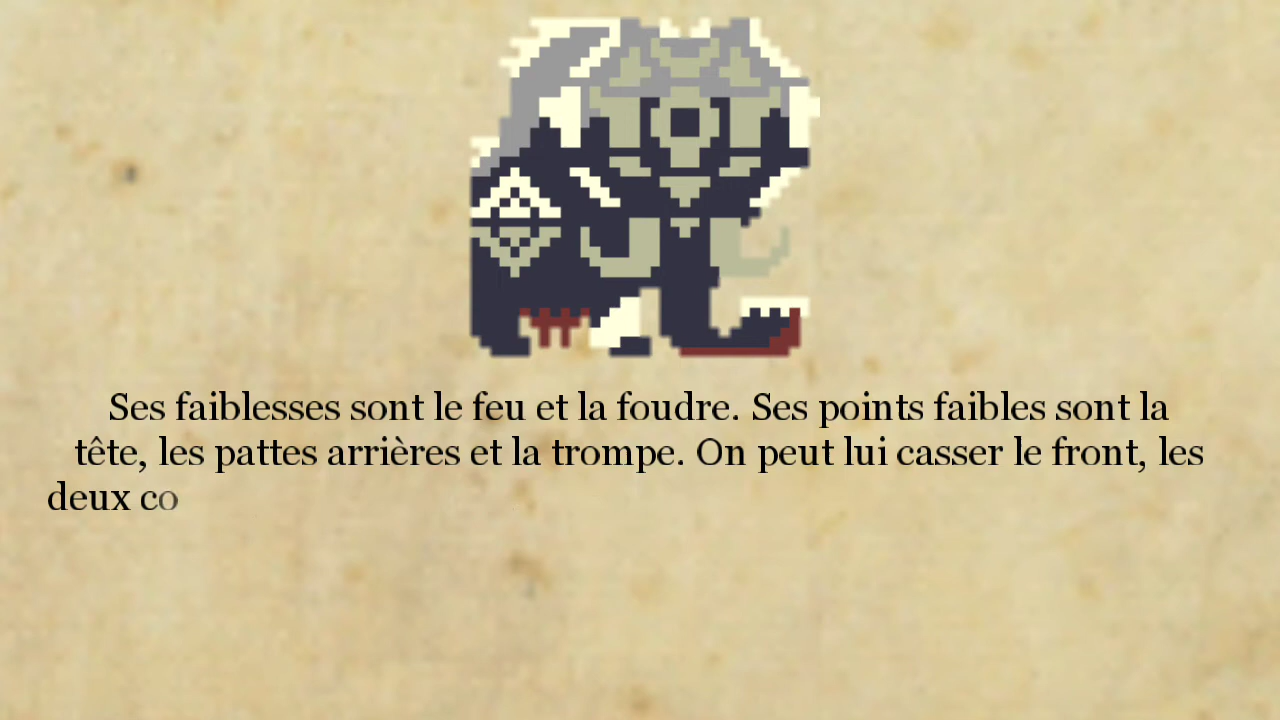 Ses faiblesses sont le feu et la foudre. Ses points faibles sont la
tête, les pattes arrières et la trompe. On peut lui casser le front, les
deux co